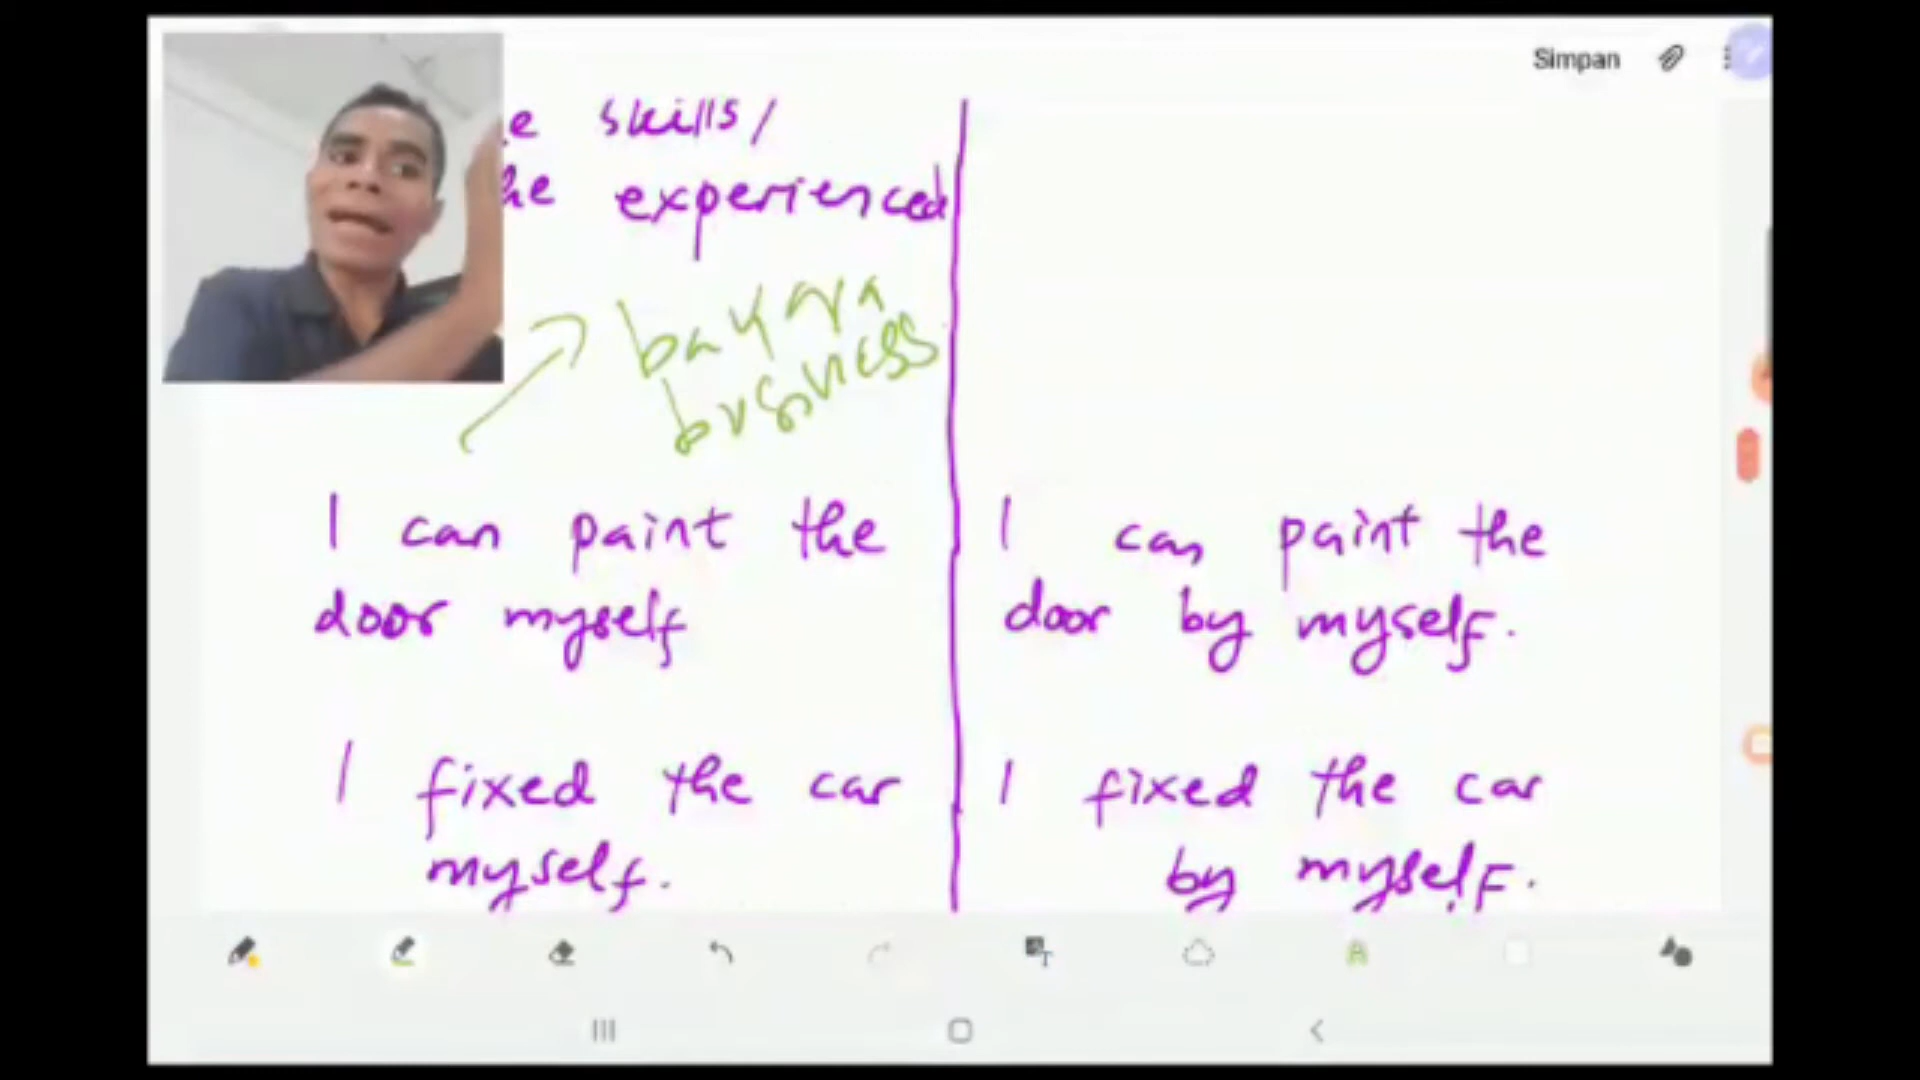 Simpan
e skills/
he experienced
business
I can paint the
door myself
I can paint the
door by myself.
I fixed the car
myself.
I fixed the car
by myself.